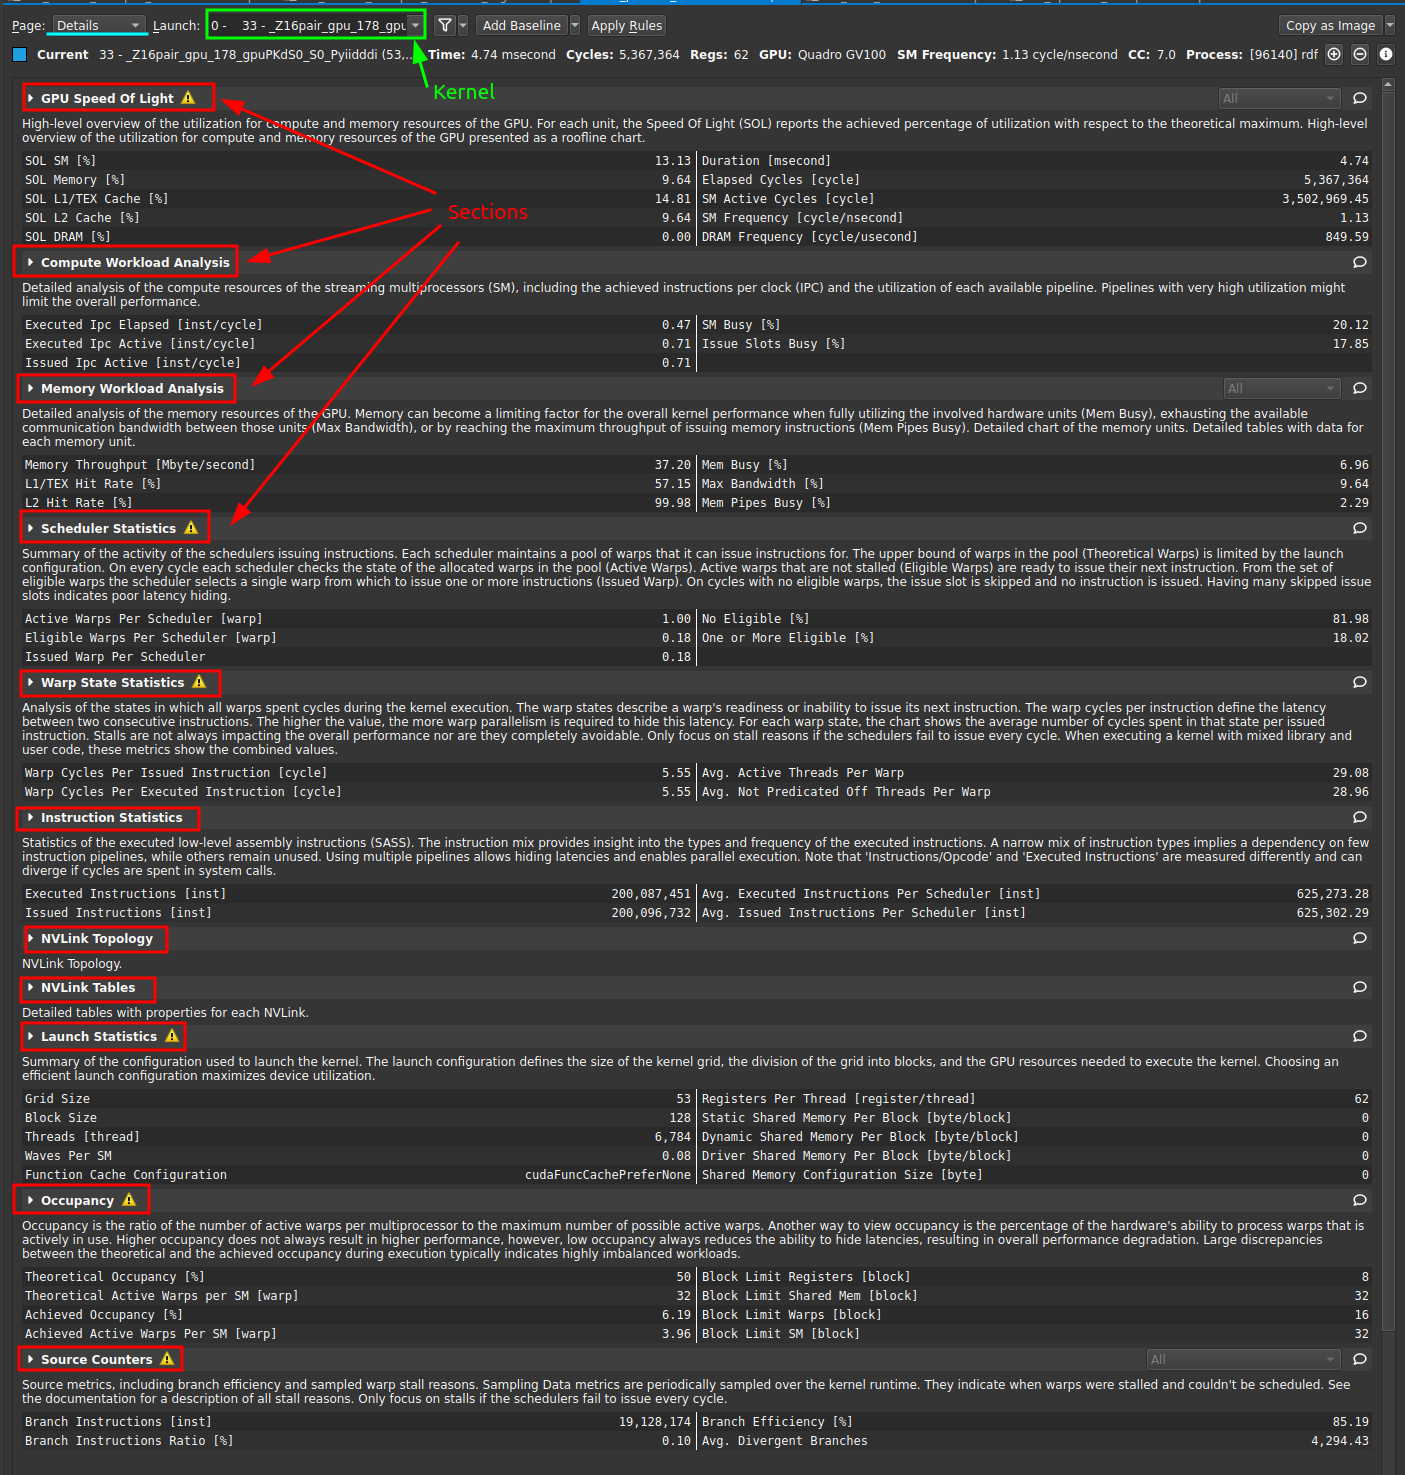 Page: Details Launch: 0 - 33 - _Z16pair_gpu_178_gpu Add Baseline Apply Rules Copy as Image
Current 33 - _Z16pair_gpu_178_gpuPKdS0_S0_Pyiidddi (53,... Time: 4.74 msecond Cycles: 5,367,364 Regs: 62 GPU: Quadro GV100 SM Frequency: 1.13 cycle/nsecond CC: 7.0 Process: [96140] rdf
Kernel
GPU Speed Of Light All
High-level overview of the utilization for compute and memory resources of the GPU. For each unit, the Speed Of Light (SOL) reports the achieved percentage of utilization with respect to the theoretical maximum. High-level
overview of the utilization for compute and memory resources of the GPU presented as a roofline chart.
SOL SM [%] 13.13 Duration [msecond] 4.74
SOL Memory [%] 9.64 Elapsed Cycles [cycle] 5,367,364
SOL L1/TEX Cache [%] 14.81 SM Active Cycles [cycle] 3,502,969.45
Sections
SOL L2 Cache [%] 9.64 SM Frequency [cycle/nsecond] 1.13
SOL DRAM [%] 0.00 DRAM Frequency [cycle/usecond] 849.59
Compute Workload Analysis
Detailed analysis of the compute resources of the streaming multiprocessors (SM), including the achieved instructions per clock (IPC) and the utilization of each available pipeline. Pipelines with very high utilization might
limit the overall performance.
Executed Ipc Elapsed [inst/cycle] 0.47 SM Busy [%] 20.12
Executed Ipc Active [inst/cycle] 0.71 Issue Slots Busy [%] 17.85
Issued Ipc Active [inst/cycle] 0.71
Memory Workload Analysis All
Detailed analysis of the memory resources of the GPU. Memory can become a limiting factor for the overall kernel performance when fully utilizing the involved hardware units (Mem Busy), exhausting the available
communication bandwidth between those units (Max Bandwidth), or by reaching the maximum throughput of issuing memory instructions (Mem Pipes Busy). Detailed chart of the memory units. Detailed tables with data for
each memory unit.
Memory Throughput [Mbyte/second] 37.20 Mem Busy [%] 6.96
L1/TEX Hit Rate [%] 57.15 Max Bandwidth [%] 9.64
L2 Hit Rate [%] 99.98 Mem Pipes Busy [%] 2.29
Scheduler Statistics
Summary of the activity of the schedulers issuing instructions. Each scheduler maintains a pool of warps that it can issue instructions for. The upper bound of warps in the pool (Theoretical Warps) is limited by the launch
configuration. On every cycle each scheduler checks the state of the allocated warps in the pool (Active Warps). Active warps that are not stalled (Eligible Warps) are ready to issue their next instruction. From the set of
eligible warps the scheduler selects a single warp from which to issue one or more instructions (Issued Warp). On cycles with no eligible warps, the issue slot is skipped and no instruction is issued. Having many skipped issue
slots indicates poor latency hiding.
Active Warps Per Scheduler [warp] 1.00 No Eligible [%] 81.98
Eligible Warps Per Scheduler [warp] 0.18 One or More Eligible [%] 18.02
Issued Warp Per Scheduler 0.18
Warp State Statistics
Analysis of the states in which all warps spent cycles during the kernel execution. The warp states describe a warp's readiness or inability to issue its next instruction. The warp cycles per instruction define the latency
between two consecutive instructions. The higher the value, the more warp parallelism is required to hide this latency. For each warp state, the chart shows the average number of cycles spent in that state per issued
instruction. Stalls are not always impacting the overall performance nor are they completely avoidable. Only focus on stall reasons if the schedulers fail to issue every cycle. When executing a kernel with mixed library and
user code, these metrics show the combined values.
Warp Cycles Per Issued Instruction [cycle] 5.55 Avg. Active Threads Per Warp 29.08
Warp Cycles Per Executed Instruction [cycle] 5.55 Avg. Not Predicated Off Threads Per Warp 28.96
Instruction Statistics
Statistics of the executed low-level assembly instructions (SASS). The instruction mix provides insight into the types and frequency of the executed instructions. A narrow mix of instruction types implies a dependency on few
instruction pipelines, while others remain unused. Using multiple pipelines allows hiding latencies and enables parallel execution. Note that 'Instructions/Opcode' and 'Executed Instructions' are measured differently and can
diverge if cycles are spent in system calls.
Executed Instructions [inst] 200,087,451 Avg. Executed Instructions Per Scheduler [inst] 625,273.28
Issued Instructions [inst] 200,096,732 Avg. Issued Instructions Per Scheduler [inst] 625,302.29
NVLink Topology
NVLink Topology.
NVLink Tables
Detailed tables with properties for each NVLink.
Launch Statistics
Summary of the configuration used to launch the kernel. The launch configuration defines the size of the kernel grid, the division of the grid into blocks, and the GPU resources needed to execute the kernel. Choosing an
efficient launch configuration maximizes device utilization.
Grid Size 53 Registers Per Thread [register/thread] 62
Block Size 128 Static Shared Memory Per Block [byte/block] 0
Threads [thread] 6,784 Dynamic Shared Memory Per Block [byte/block] 0
Waves Per SM 0.08 Driver Shared Memory Per Block [byte/block] 0
Function Cache Configuration cudaFuncCachePreferNone Shared Memory Configuration Size [byte] 0
Occupancy
Occupancy is the ratio of the number of active warps per multiprocessor to the maximum number of possible active warps. Another way to view occupancy is the percentage of the hardware's ability to process warps that is
actively in use. Higher occupancy does not always result in higher performance, however, low occupancy always reduces the ability to hide latencies, resulting in overall performance degradation. Large discrepancies
between the theoretical and the achieved occupancy during execution typically indicates highly imbalanced workloads.
Theoretical Occupancy [%] 50 Block Limit Registers [block] 8
Theoretical Active Warps per SM [warp] 32 Block Limit Shared Mem [block] 32
Achieved Occupancy [%] 6.19 Block Limit Warps [block] 16
Achieved Active Warps Per SM [warp] 3.96 Block Limit SM [block] 32
Source Counters All
Source metrics, including branch efficiency and sampled warp stall reasons. Sampling Data metrics are periodically sampled over the kernel runtime. They indicate when warps were stalled and couldn't be scheduled. See
the documentation for a description of all stall reasons. Only focus on stalls if the schedulers fail to issue every cycle.
Branch Instructions [inst] 19,128,174 Branch Efficiency [%] 85.19
Branch Instructions Ratio [%] 0.10 Avg. Divergent Branches 4,294.43